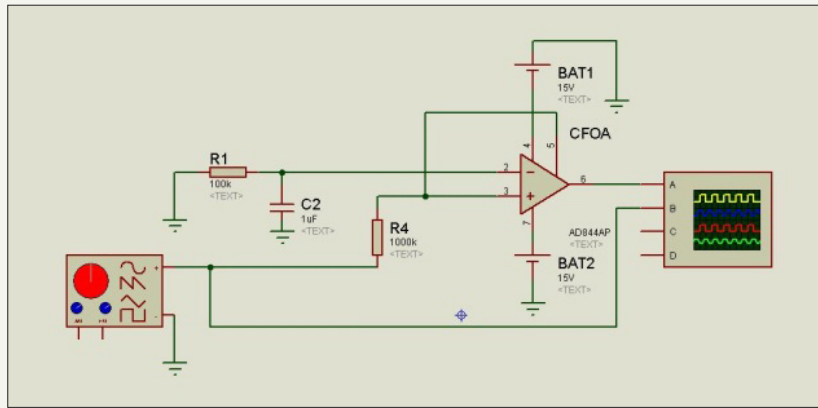 BAT1
15V
<TEXT>
CFOA
4
5
R1
100k
<TEXT>
2
3
6
7
C2
1uF
<TEXT>
R4
1000k
<TEXT>
AD844AP
<TEXT>
BAT2
15V
<TEXT>
A
B
C
D
+
-